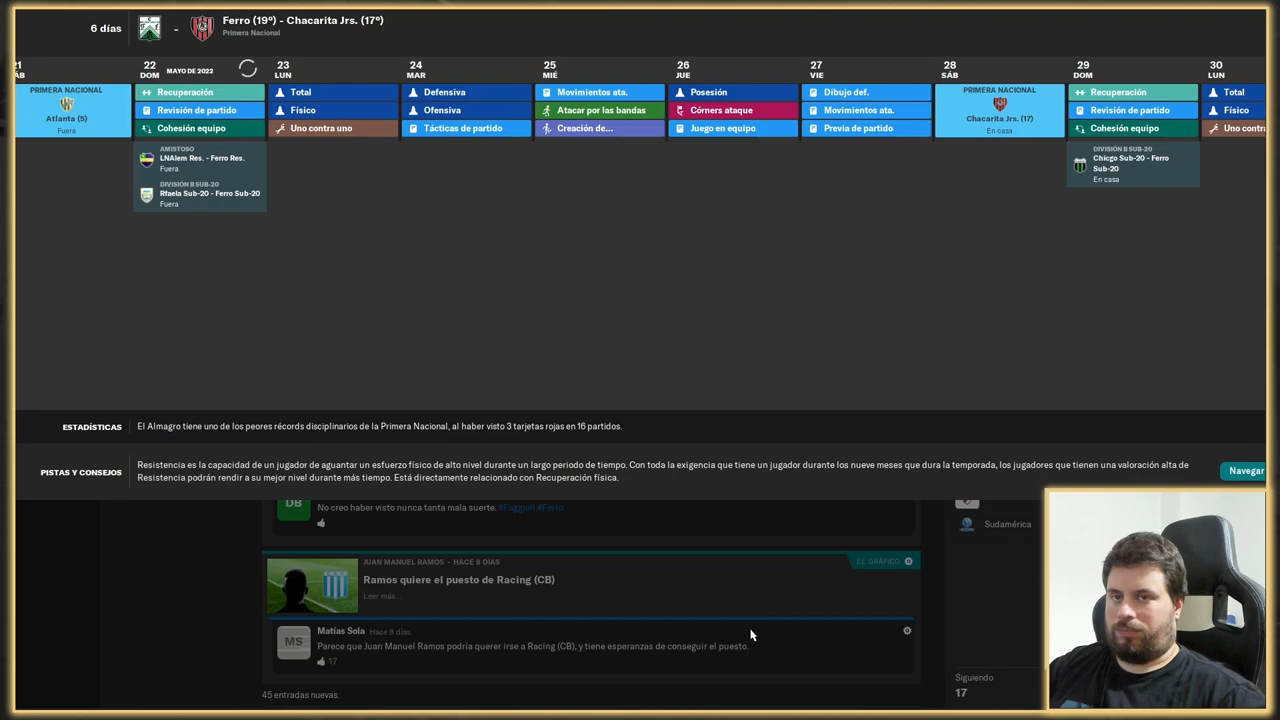 6 días
Ferro (19º) - Chacarita Jrs. (17º)
Primera Nacional
21
SÁB
22
DOM
MAYO DE 2022
23
LUN
24
MAR
25
MIÉ
26
JUE
27
VIE
28
SÁB
29
DOM
30
LUN
PRIMERA NACIONAL
Atlanta (5)
Fuera
Recuperación
Revisión de partido
Cohesión equipo
Total
Físico
Uno contra uno
Defensiva
Ofensiva
Tácticas de partido
Movimientos ata.
Atacar por las bandas
Creación de...
Posesión
Córners ataque
Juego en equipo
Dibujo def.
Movimientos ata.
Previa de partido
PRIMERA NACIONAL
Chacarita Jrs. (17)
En casa
Recuperación
Revisión de partido
Cohesión equipo
Total
Físico
Uno contra
AMISTOSO
LNAlem Res. - Ferro Res.
Fuera
DIVISIÓN B SUB-20
Rfaela Sub-20 - Ferro Sub-20
Fuera
DIVISIÓN B SUB-20
Chicgo Sub-20 - Ferro
Sub-20
En casa
ESTADÍSTICAS
El Almagro tiene uno de los peores récords disciplinarios de la Primera Nacional, al haber visto 3 tarjetas rojas en 16 partidos.
PISTAS Y CONSEJOS
Resistencia es la capacidad de un jugador de aguantar un esfuerzo físico de alto nivel durante un largo periodo de tiempo. Con toda la exigencia que tiene un jugador durante los nueve meses que dura la temporada, los jugadores que tienen una valoración alta de
Resistencia podrán rendir a su mejor nivel durante más tiempo. Está directamente relacionado con Recuperación física.
Navegar
DB
No creo haber visto nunca tanta mala suerte. #Faggioli #Ferro
Sudamérica
JUAN MANUEL RAMOS - HACE 8 DÍAS
EL GRÁFICO
Ramos quiere el puesto de Racing (CB)
Leer más...
MS
Matías Sola Hace 8 días
Parece que Juan Manuel Ramos podría querer irse a Racing (CB), y tiene esperanzas de conseguir el puesto.
17
45 entradas nuevas.
Siguiendo
17